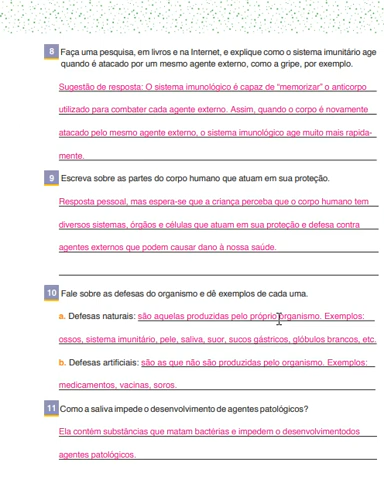 8 Faça uma pesquisa, em livros e na Internet, e explique como o sistema imunitário age
quando é atacado por um mesmo agente externo, como a gripe, por exemplo.
Sugestão de resposta: O sistema imunológico é capaz de “memorizar” o anticorpo
utilizado para combater cada agente externo. Assim, quando o corpo é novamente
atacado pelo mesmo agente externo, o sistema imunológico age muito mais rapida-
mente.
9 Escreva sobre as partes do corpo humano que atuam em sua proteção.
Resposta pessoal, mas espera-se que a criança perceba que o corpo humano tem
diversos sistemas, órgãos e células que atuam em sua proteção e defesa contra
agentes externos que podem causar dano à nossa saúde.
10 Fale sobre as defesas do organismo e dê exemplos de cada uma.
a. Defesas naturais: são aquelas produzidas pelo próprio organismo. Exemplos:
ossos, sistema imunitário, pele, saliva, suor, sucos gástricos, glóbulos brancos, etc.
b. Defesas artificiais: são as que não são produzidas pelo organismo. Exemplos:
medicamentos, vacinas, soros.
11 Como a saliva impede o desenvolvimento de agentes patológicos?
Ela contém substâncias que matam bactérias e impedem o desenvolvimentodos
agentes patológicos.